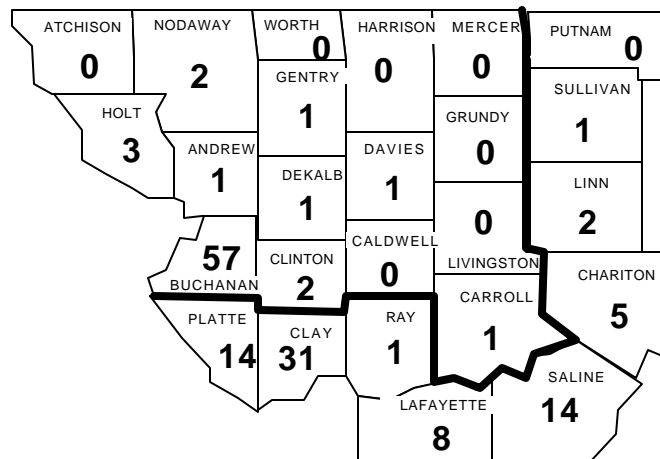 ATCHISON
0
NODAWAY
2
WORTH
0
HARRISON
0
MERCER
0
PUTNAM
0
HOLT
3
GENTRY
1
GRUNDY
0
SULLIVAN
1
ANDREW
1
DEKALB
1
DAVIES
1
0
LIVINGSTON
LINN
2
57
BUCHANAN
CLINTON
2
CALDWELL
0
CHARITON
5
PLATTE
14
CLAY
31
RAY
1
CARROLL
1
LAFAYETTE
8
SALINE
14